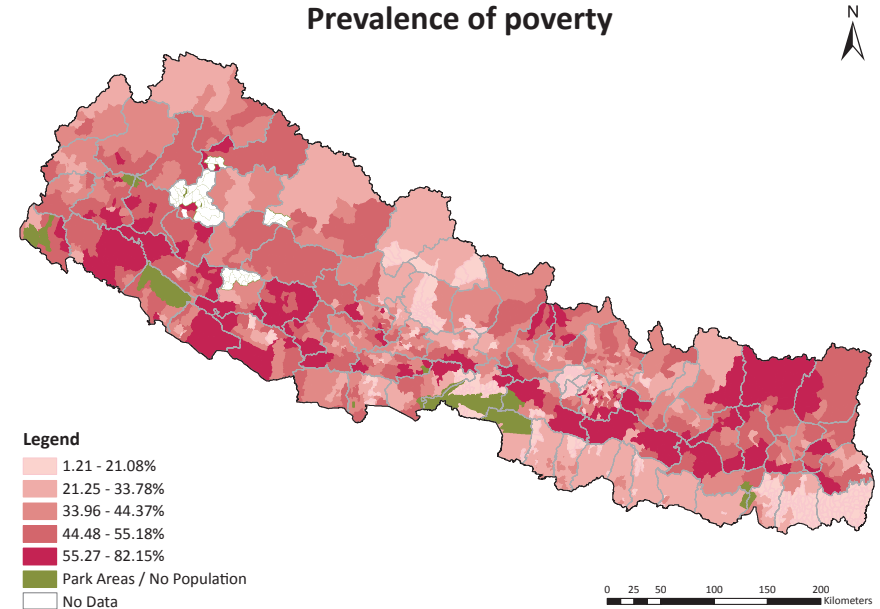 Prevalence of poverty
N
Legend
1.21 - 21.08%
21.25 - 33.78%
33.96 - 44.37%
44.48 - 55.18%
55.27 - 82.15%
Park Areas / No Population
No Data
0 25 50 100 150 200
Kilometers